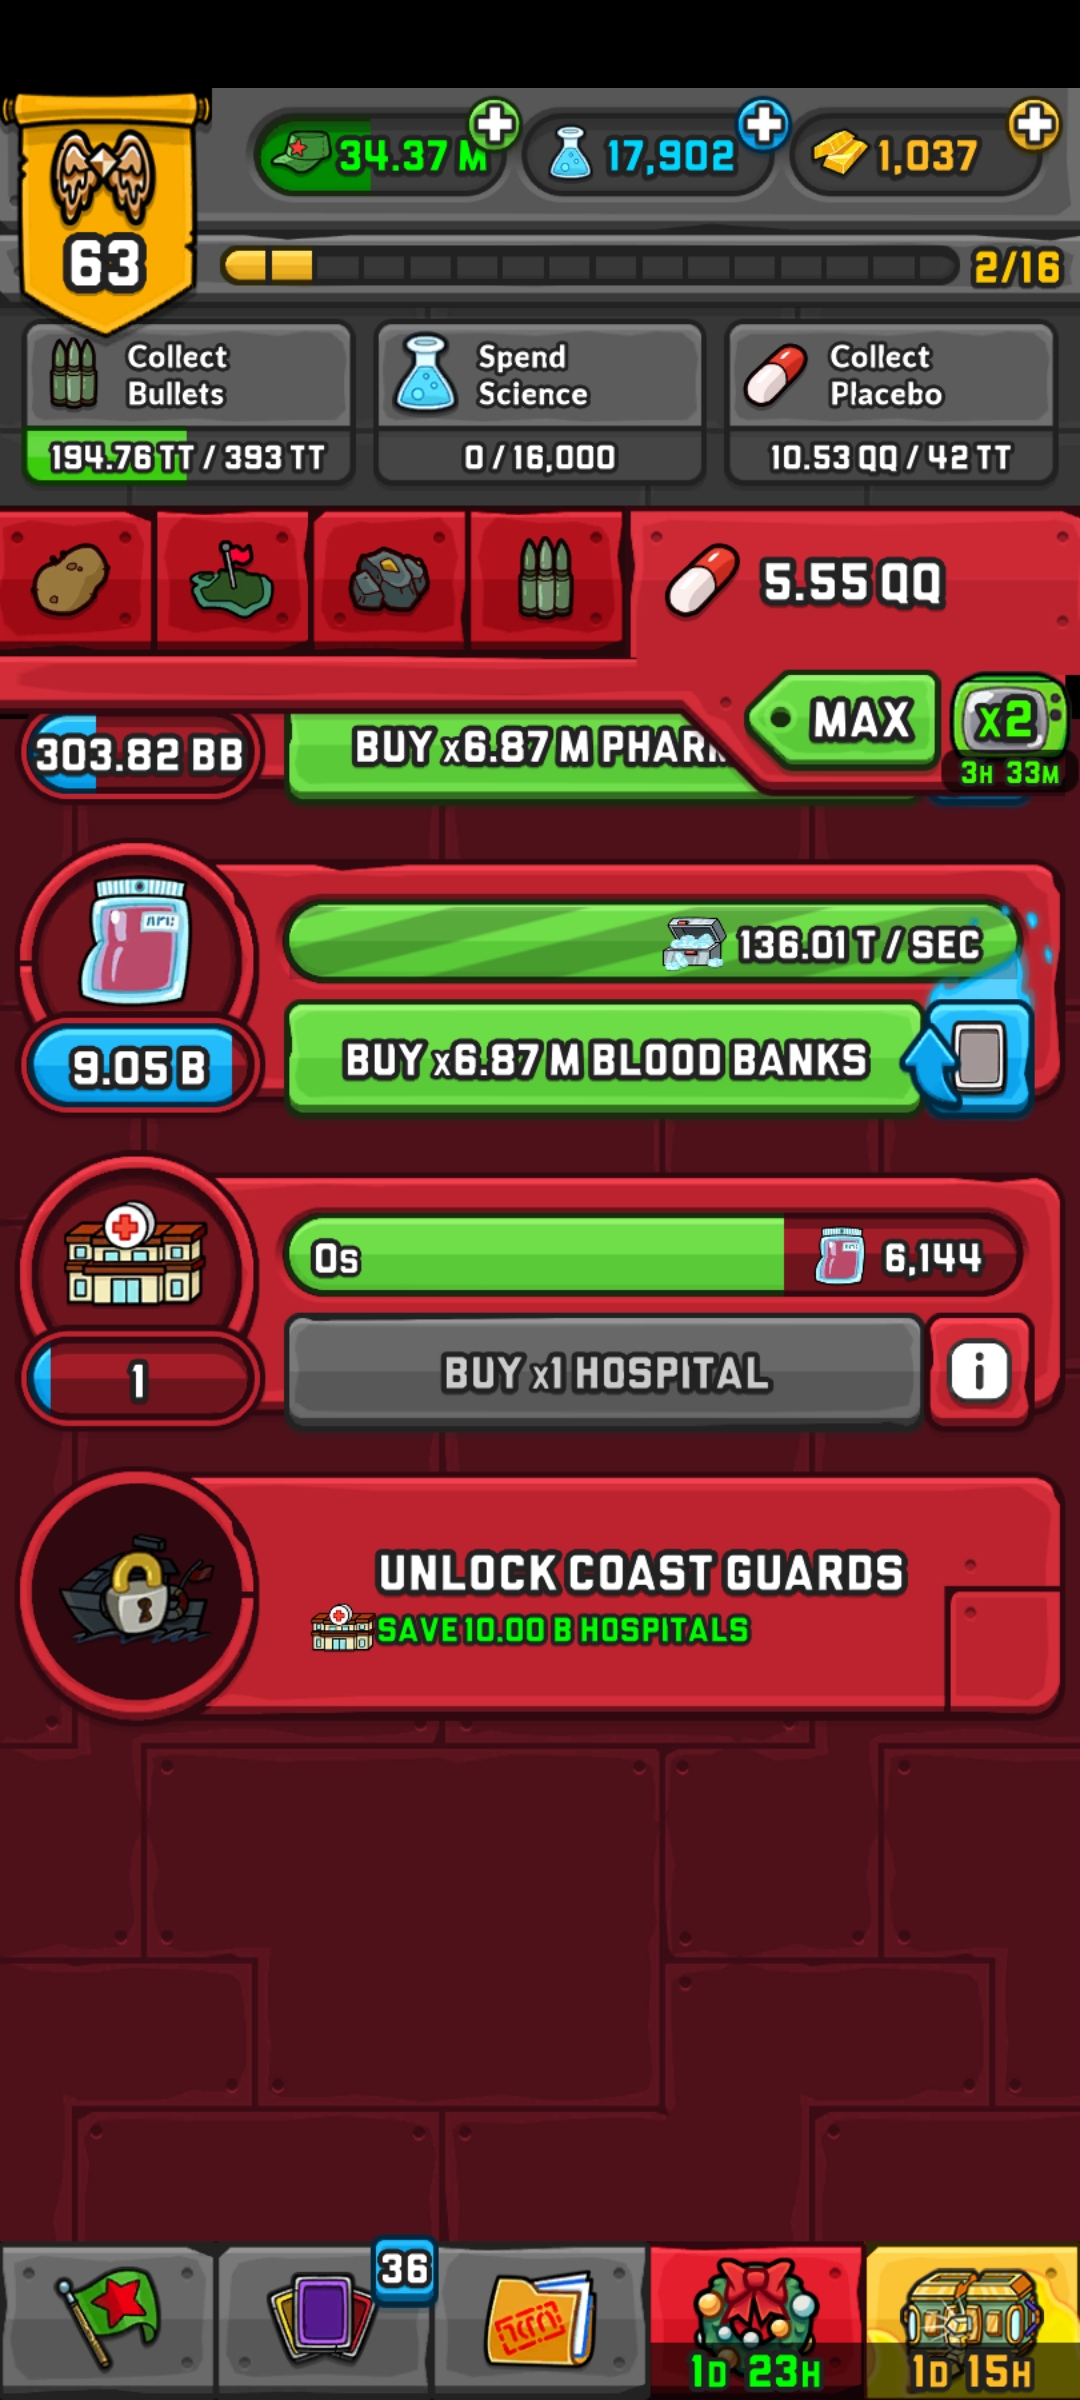 34.37 M
17,902
1,037
63
2/16
Collect
Bullets
194.76 TT / 393 TT
Spend
Science
0 / 16,000
Collect
Placebo
10.53 QQ / 42 TT
5.55 QQ
MAX
x2
3H 33M
303.82 BB
BUY x6.87 M PHAR
136.01 T / SEC
9.05 B
BUY x6.87 M BLOOD BANKS
0s
6,144
1
BUY x1 HOSPITAL
i
UNLOCK COAST GUARDS
SAVE 10.00 B HOSPITALS
36
1D 23H
1D 15H